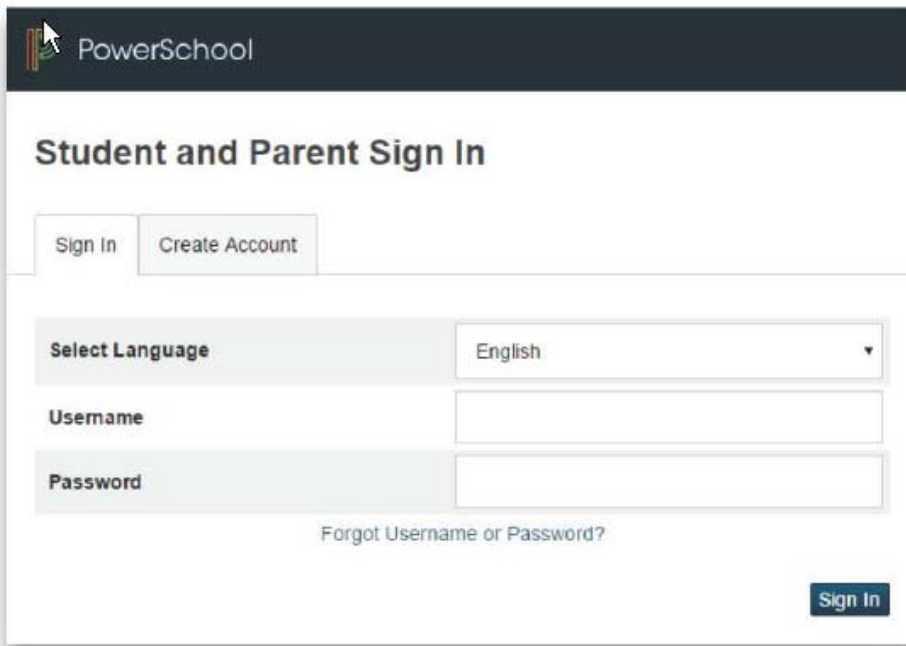 PowerSchool
Student and Parent Sign In
Sign In
Create Account
Select Language
English
Username
Password
Forgot Username or Password?
Sign In